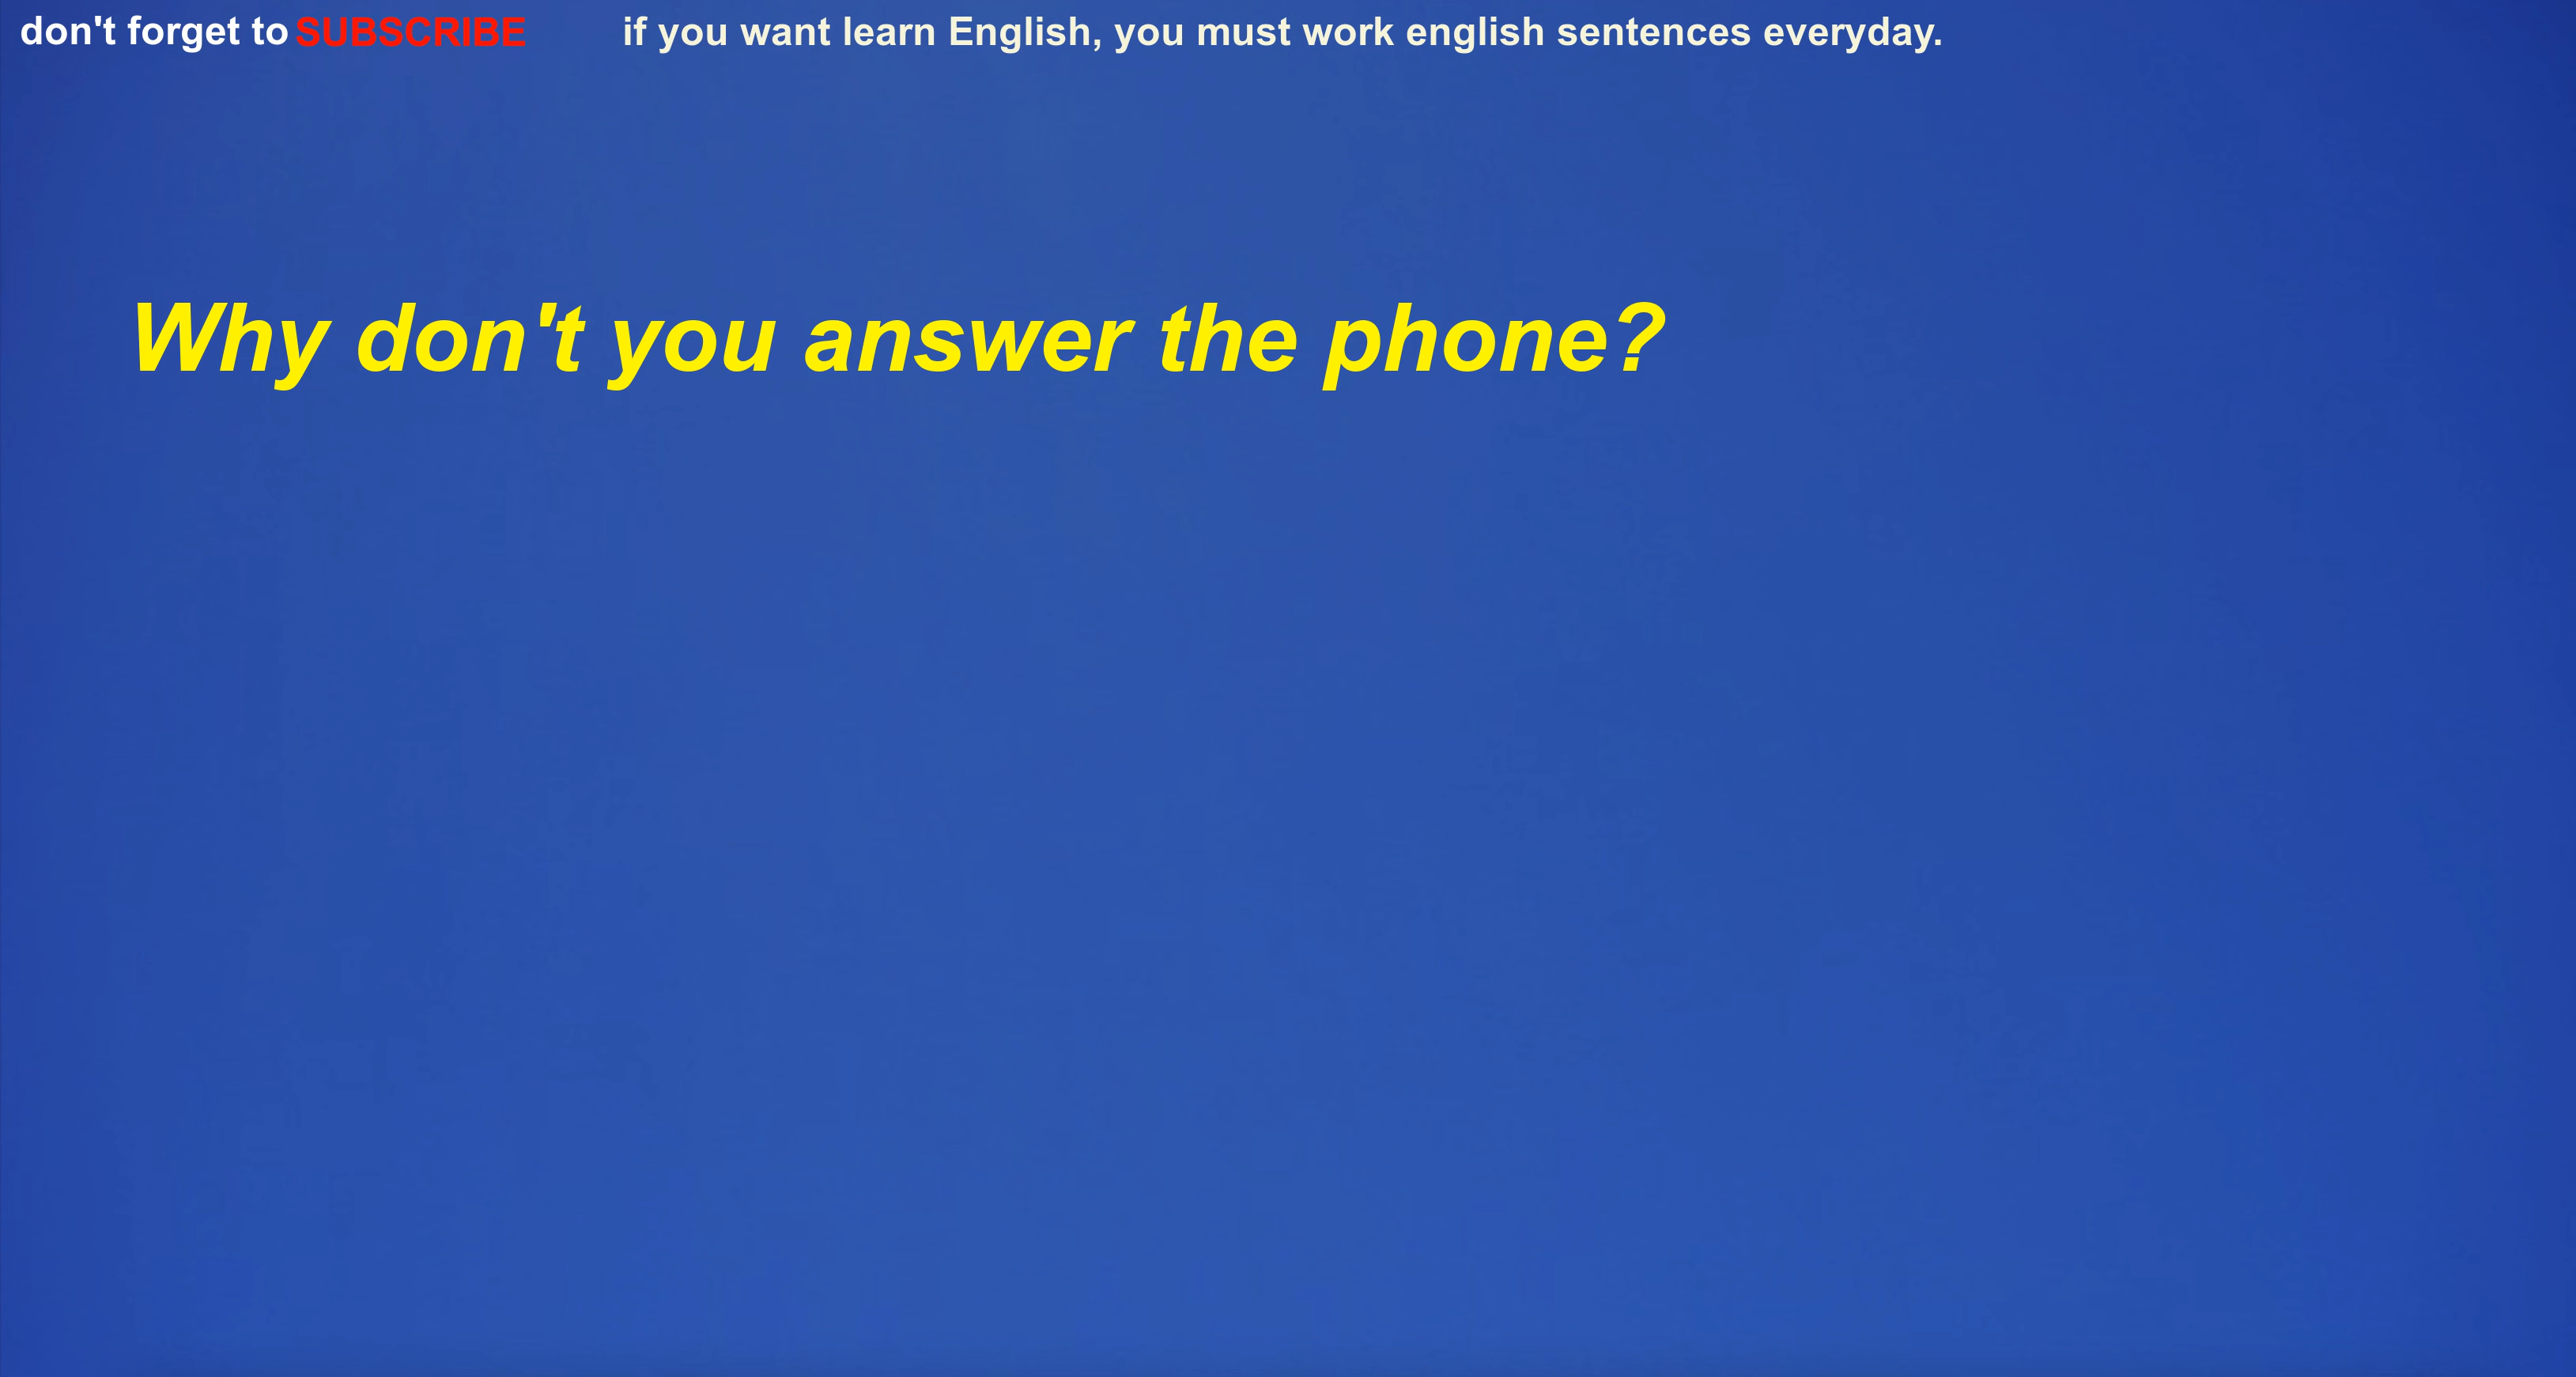 don't forget to SUBSCRIBE if you want learn English, you must work english sentences everyday.
Why don't you answer the phone?